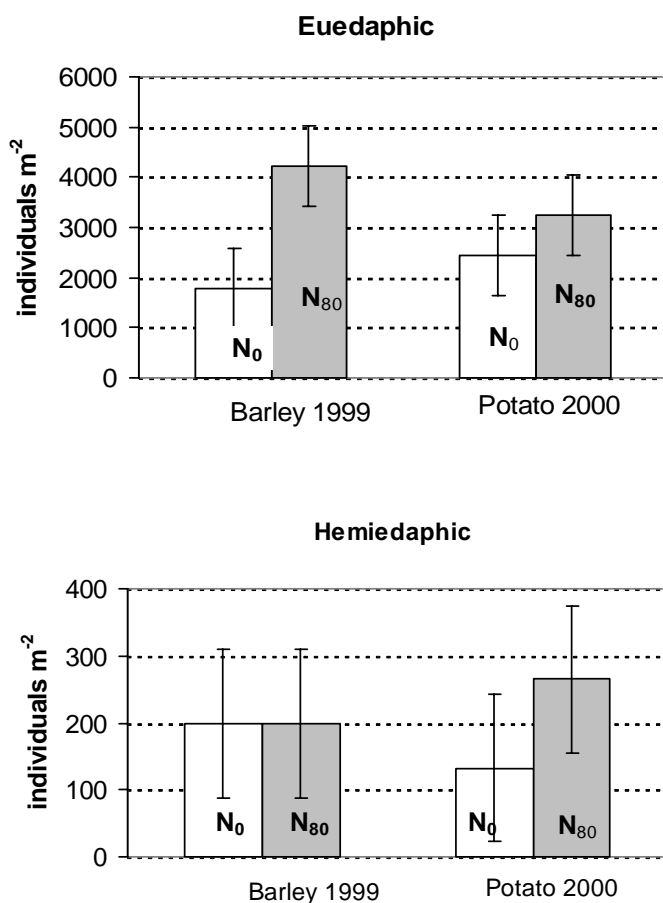 Euedaphic
individuals m-2
6000
5000
4000
3000
2000
1000
0
N0
N80
N0
N80
Barley 1999
Potato 2000
Hemiedaphic
individuals m-2
400
300
200
100
0
N0
N80
N0
N80
Barley 1999
Potato 2000